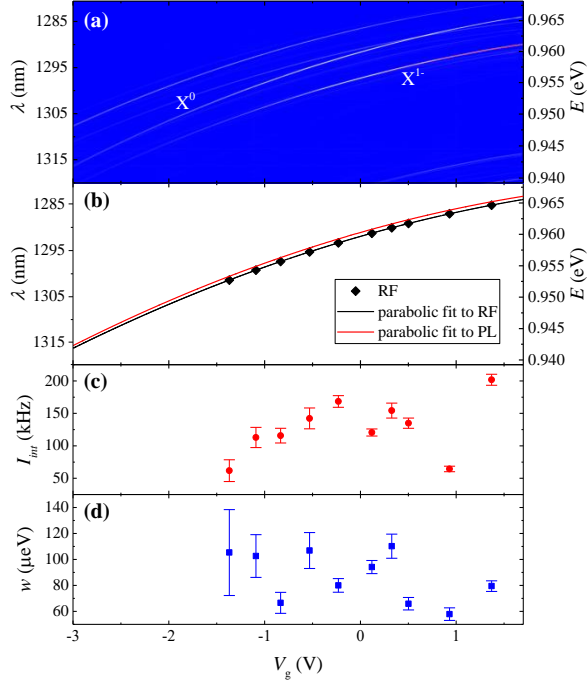 (a)
1285
1295
1305
1315
λ (nm)
X⁰
X¹⁻
0.965
0.960
0.955
0.950
0.945
0.940
E (eV)
(b)
1285
1295
1305
1315
λ (nm)
RF
parabolic fit to RF
parabolic fit to PL
0.965
0.960
0.955
0.950
0.945
0.940
E (eV)
(c)
200
150
100
50
I_int (kHz)
(d)
140
120
100
80
60
w (μeV)
-3 -2 -1 0 1
V_g (V)